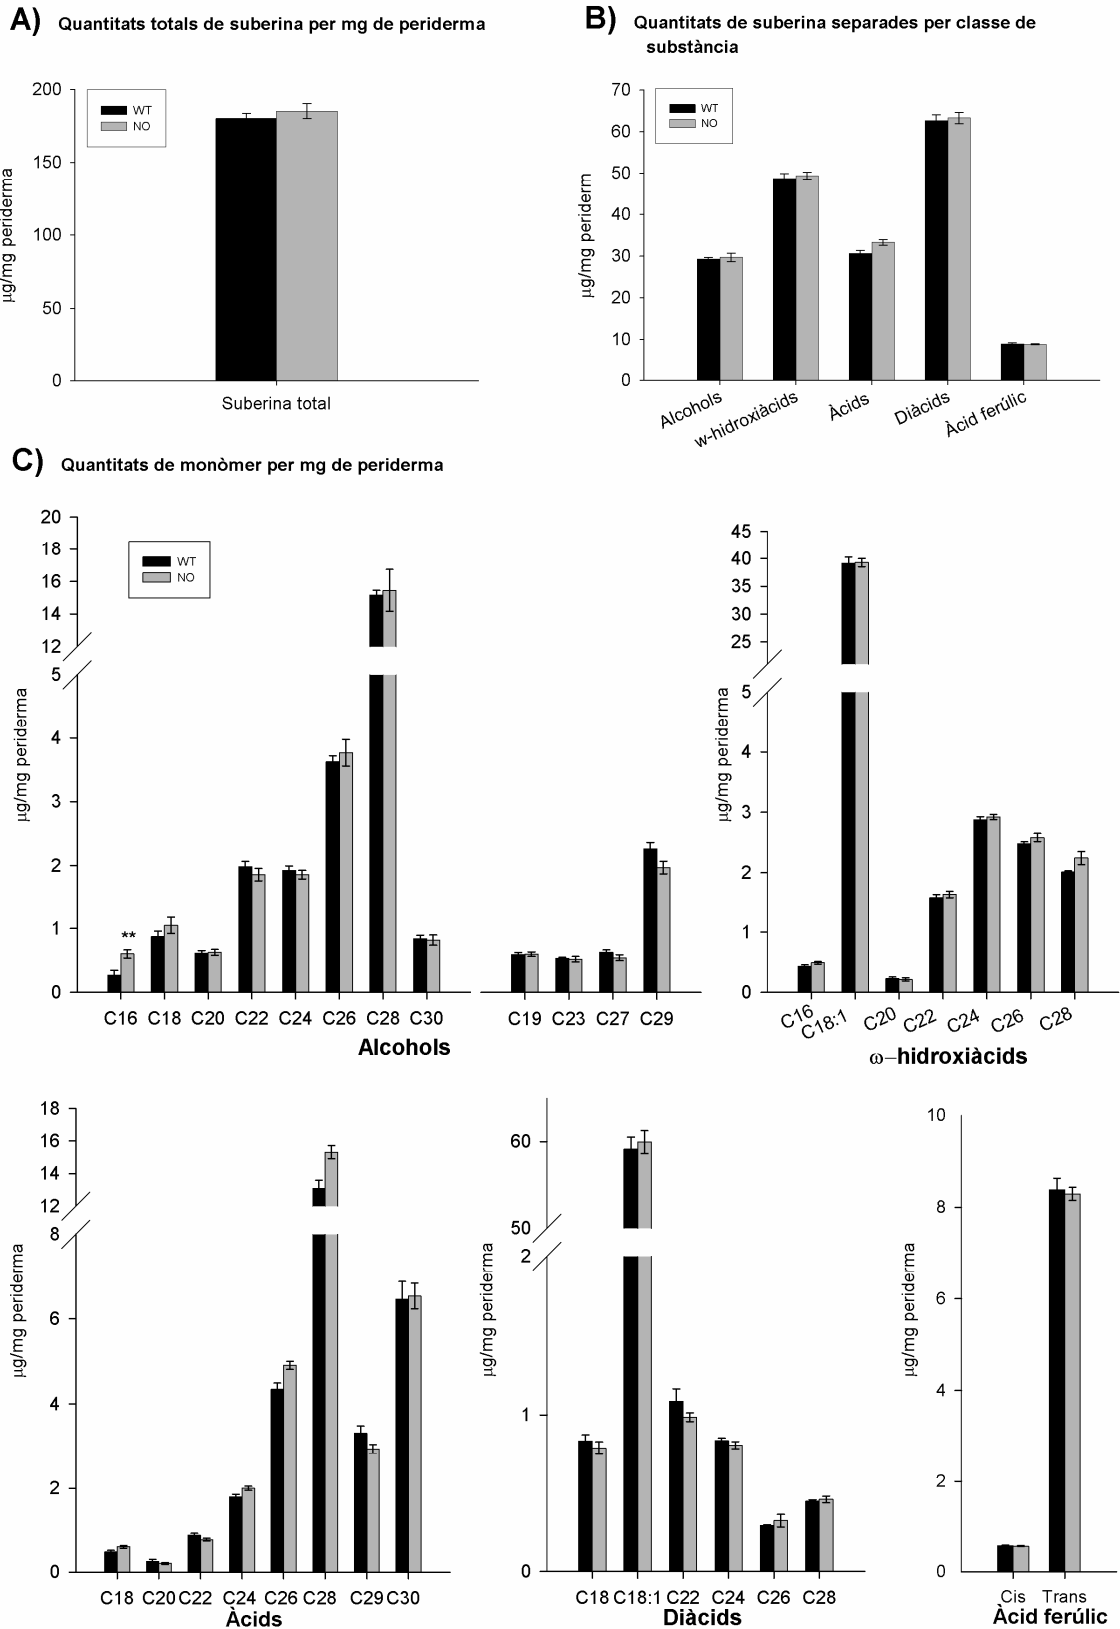 A) Quantitats totals de suberina per mg de periderma
200
150
100
50
0
µg/mg periderma
WT
NO
Suberina total
B) Quantitats de suberina separades per classe de
substància
70
60
50
40
30
20
10
0
µg/mg periderm
WT
NO
Alcohols
w-hidroxiàcids
Àcids
Diàcids
Àcid ferúlic
C) Quantitats de monòmer per mg de periderma
20
18
16
14
12
5
4
3
2
1
0
µg/mg periderma
WT
NO
**
C16 C18 C20 C22 C24 C26 C28 C30
C19 C23 C27 C29
Alcohols
45
40
35
30
25
5
4
3
2
1
0
µg/mg periderma
C16 C18:1 C20 C22 C24 C26 C28
ω–hidroxiàcids
18
16
14
12
8
6
4
2
0
µg/mg periderma
C18 C20 C22 C24 C26 C28 C29 C30
Àcids
60
50
2
1
0
µg/mg periderma
C18 C18:1 C22 C24 C26 C28
Diàcids
10
8
6
4
2
0
µg/mg periderma
Cis Trans
Àcid ferúlic